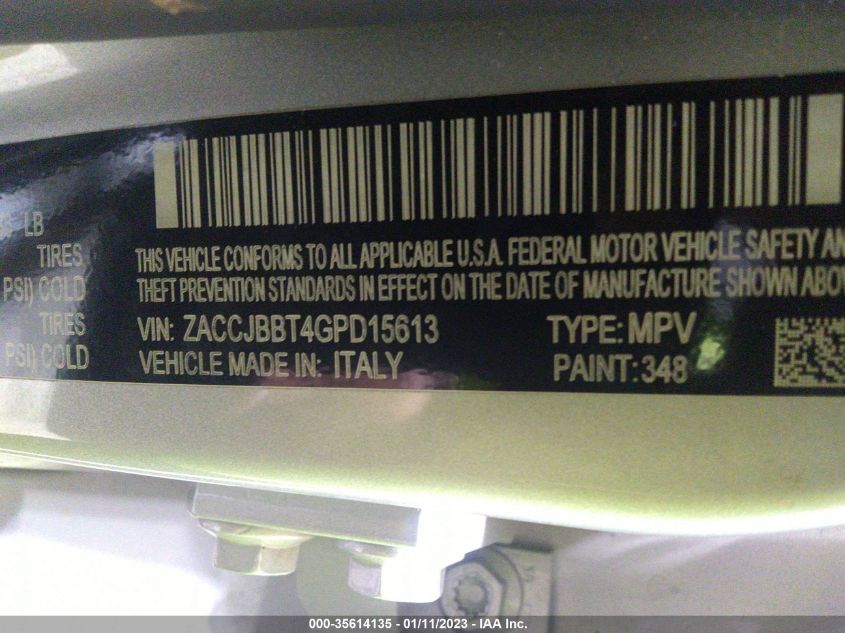 LB
TIRES
PSI) COLD
TIRES
PSI) COLD
THIS VEHICLE CONFORMS TO ALL APPLICABLE U.S.A. FEDERAL MOTOR VEHICLE SAFETY AN
THEFT PREVENTION STANDARDS IN EFFECT ON THE DATE OF MANUFACTURE SHOWN ABOV
VIN: ZACCJBBT4GPD15613 TYPE: MPV
VEHICLE MADE IN: ITALY PAINT: 348
000-35614135 - 01/11/2023 - IAA Inc.